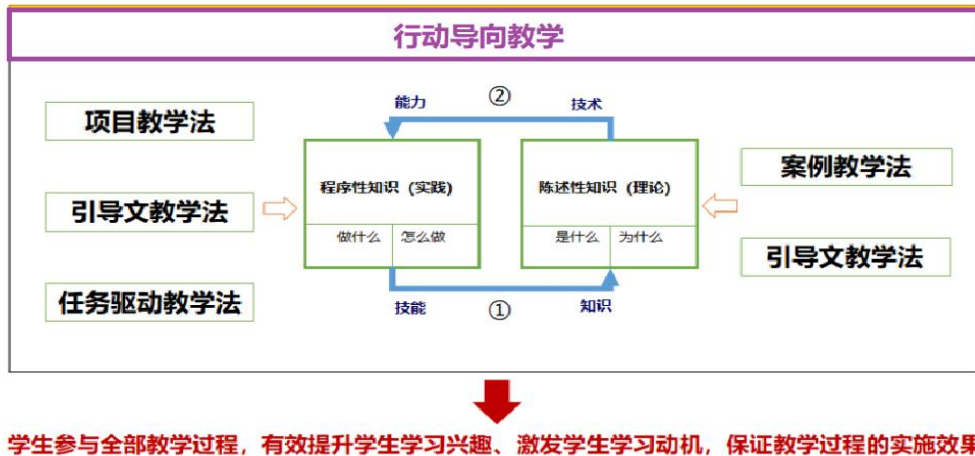 行动导向教学
能力 ② 技术
项目教学法
程序性知识（实践） 陈述性知识（理论）
案例教学法
引导文教学法
做什么 怎么做 是什么 为什么
引导文教学法
任务驱动教学法
技能 ① 知识
学生参与全部教学过程，有效提升学生学习兴趣、激发学生学习动机，保证教学过程的实施效果